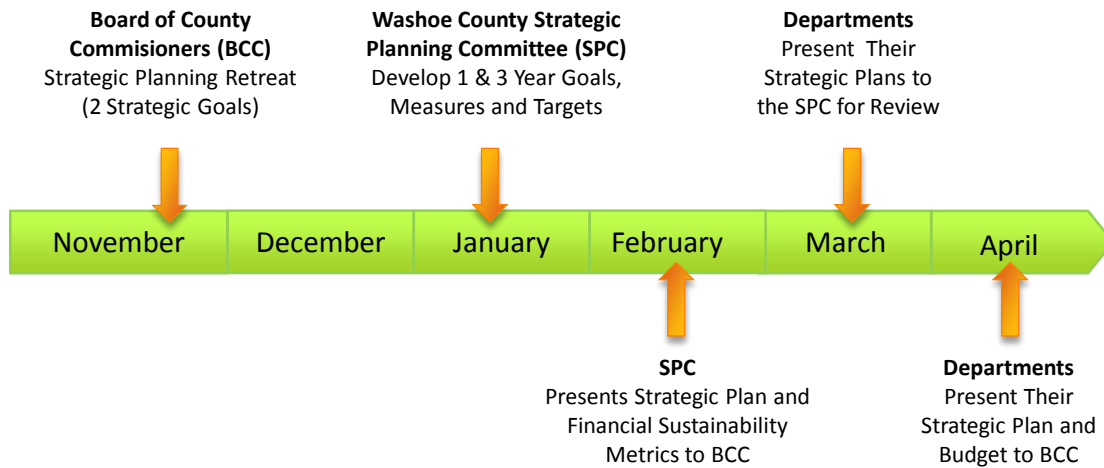 Board of County
Commisioners (BCC)
Strategic Planning Retreat
(2 Strategic Goals)
Washoe County Strategic
Planning Committee (SPC)
Develop 1 & 3 Year Goals,
Measures and Targets
Departments
Present Their
Strategic Plans to
the SPC for Review
November
December
January
February
March
April
SPC
Presents Strategic Plan and
Financial Sustainability
Metrics to BCC
Departments
Present Their
Strategic Plan and
Budget to BCC